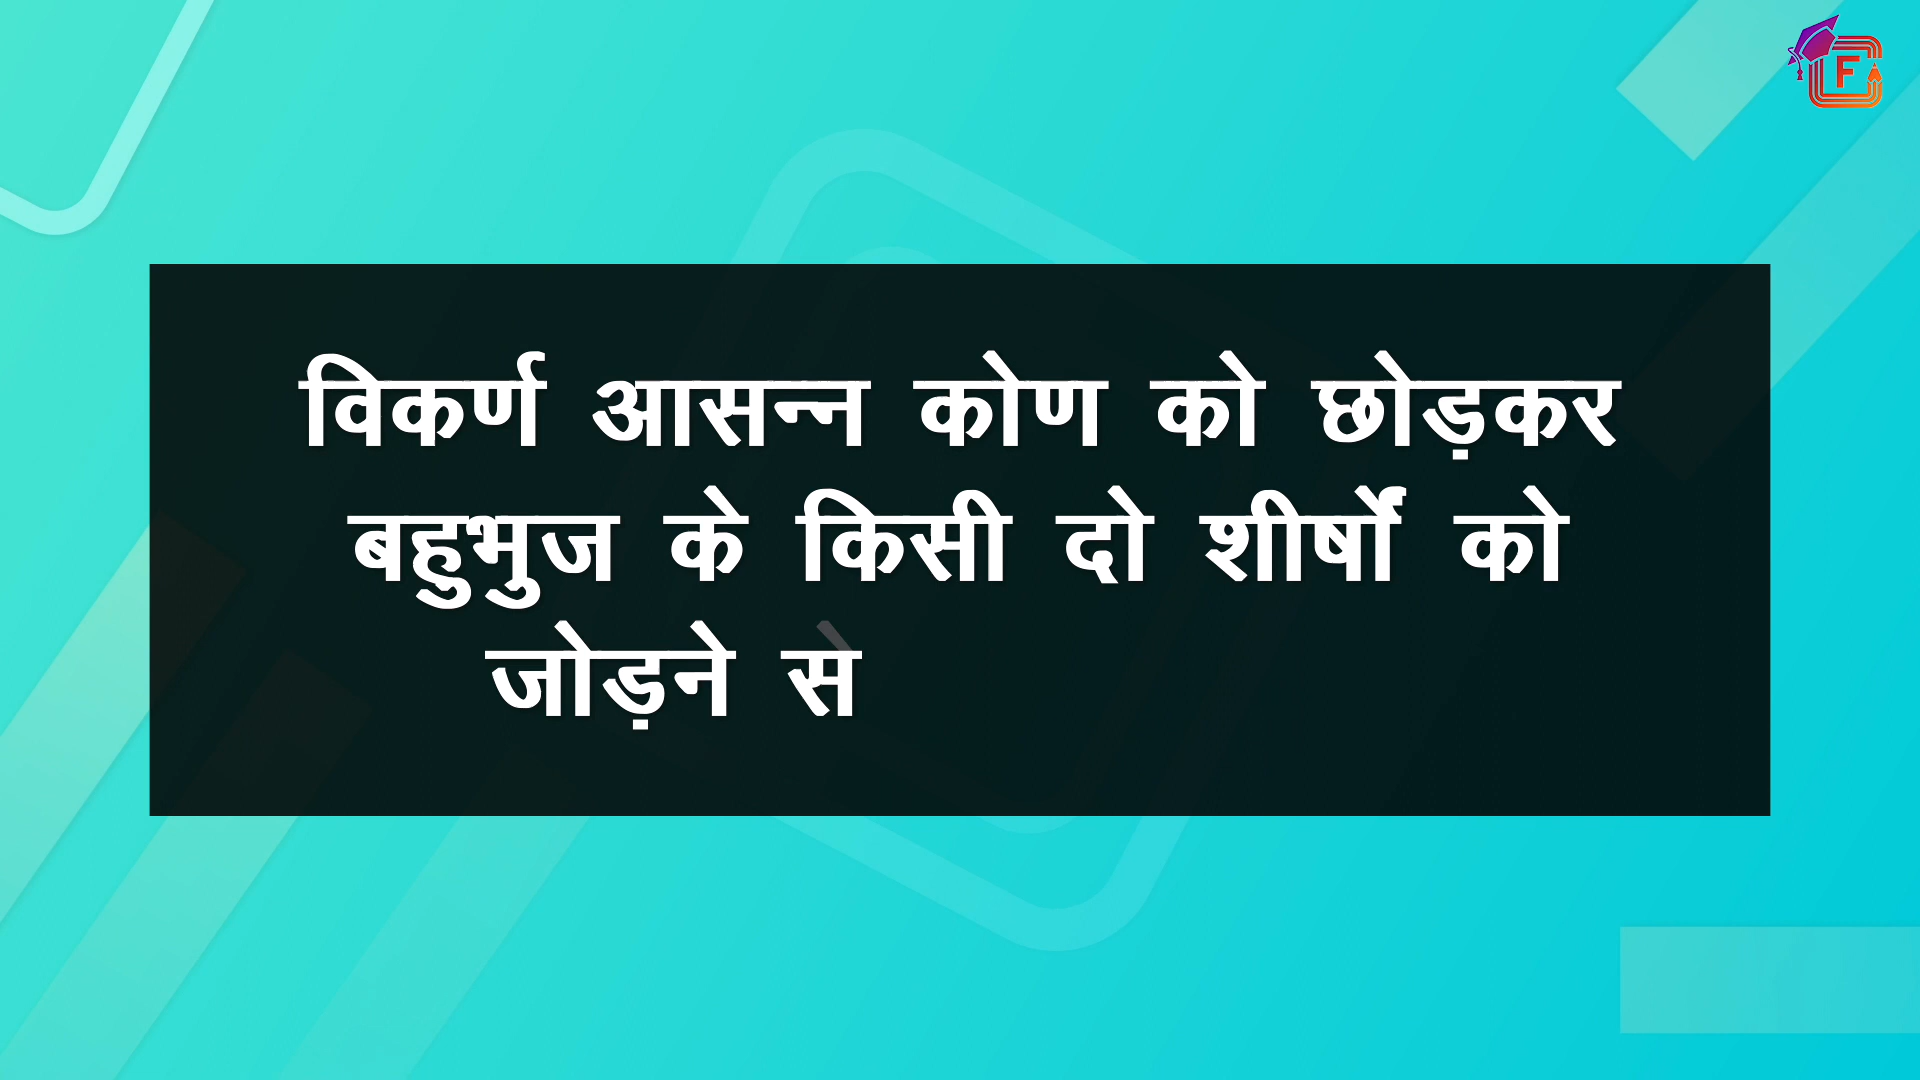 विकर्ण आसन्न कोण को छोड़कर
बहुभुज के किसी दो शीर्षों को
जोड़ने से
F